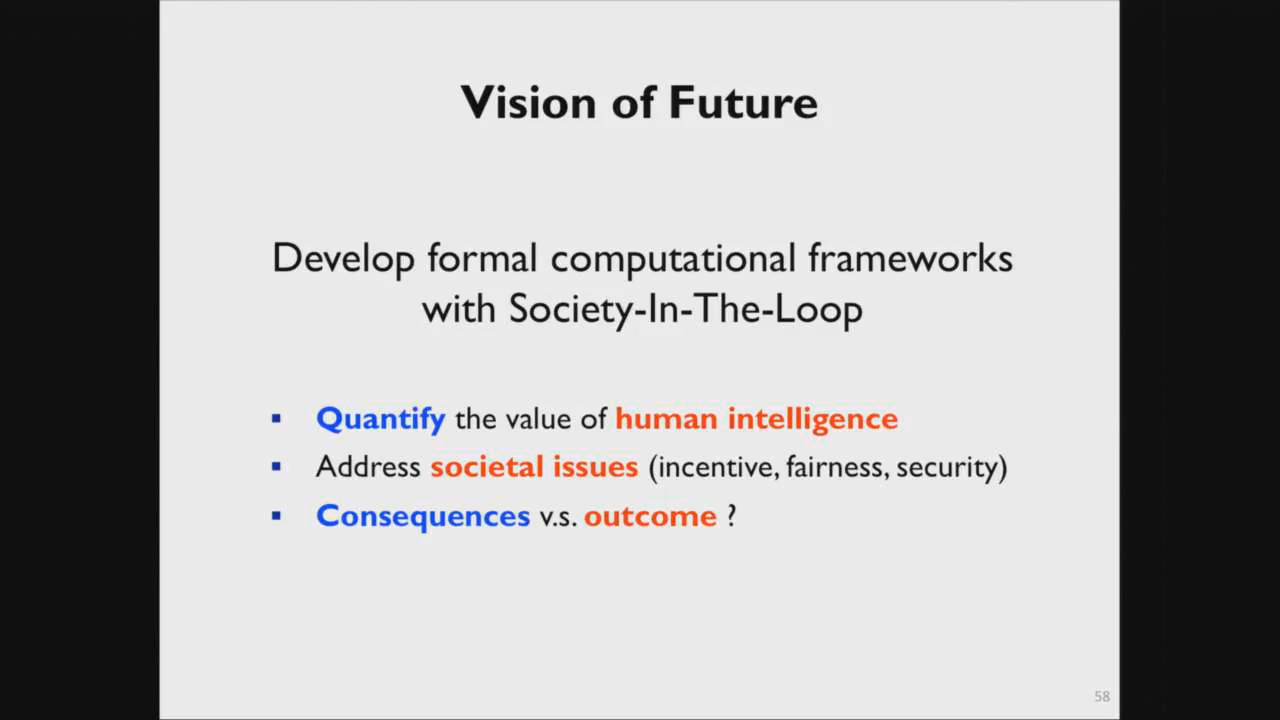 Vision of Future
Develop formal computational frameworks
with Society-In-The-Loop
▪ Quantify the value of human intelligence
▪ Address societal issues (incentive, fairness, security)
▪ Consequences v.s. outcome ?
58